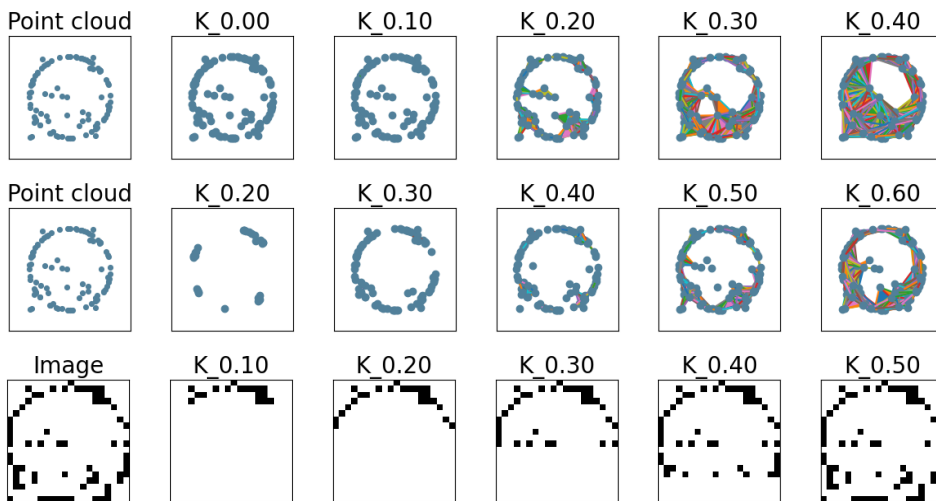 Point cloud K_0.00 K_0.10 K_0.20 K_0.30 K_0.40
Point cloud K_0.20 K_0.30 K_0.40 K_0.50 K_0.60
Image K_0.10 K_0.20 K_0.30 K_0.40 K_0.50